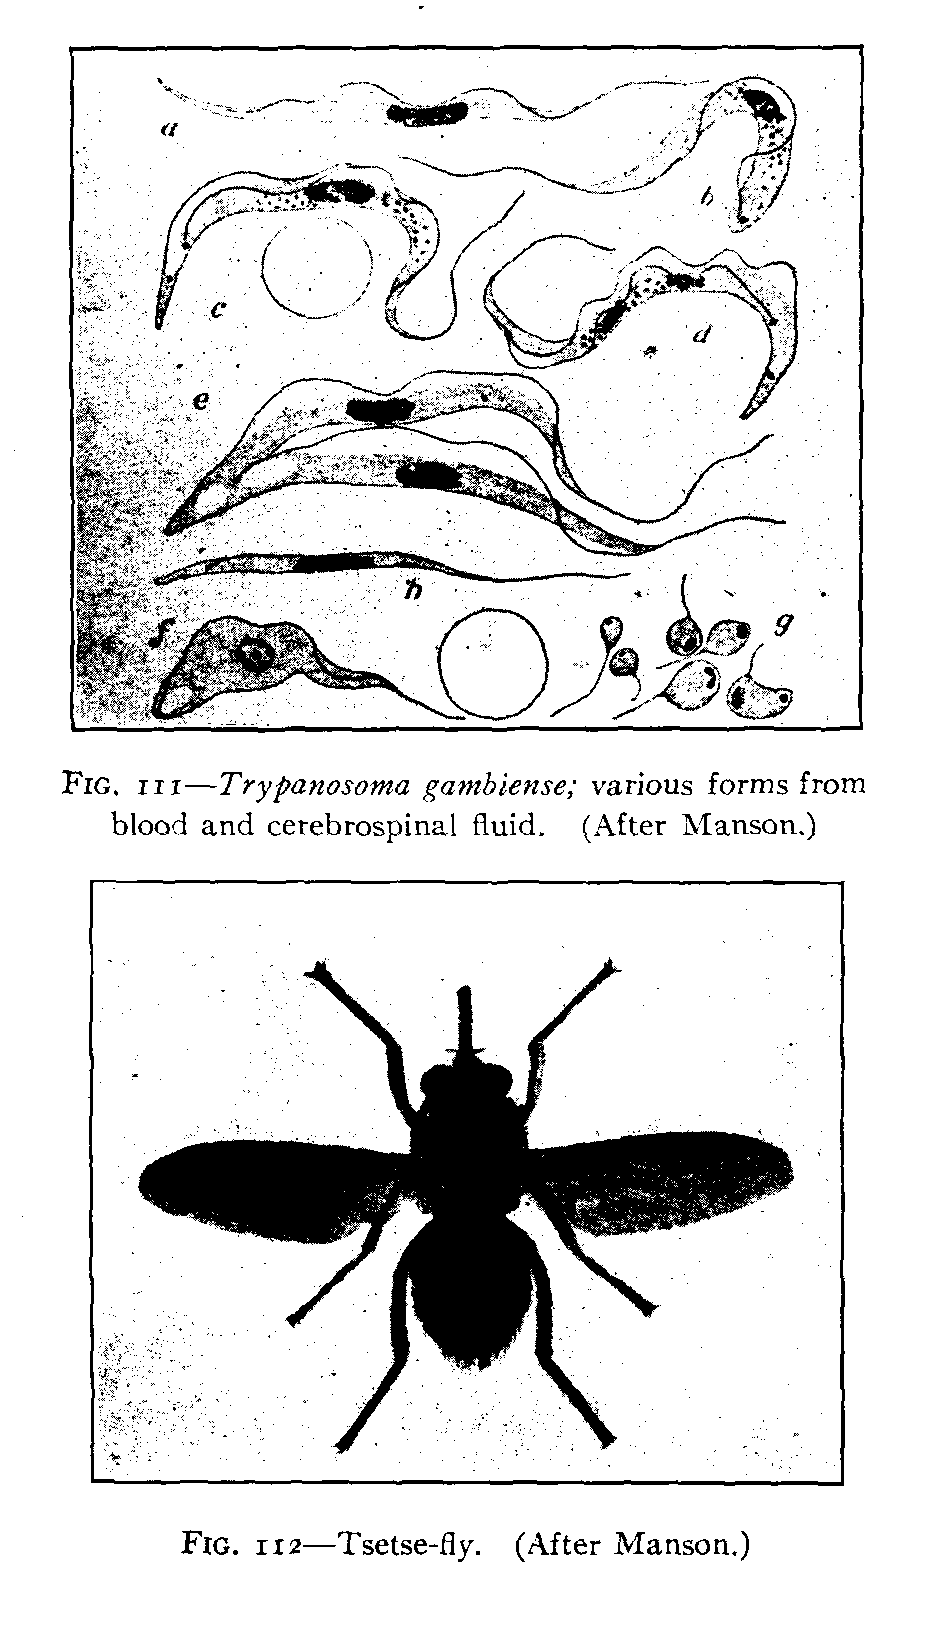 a
b
c
d
e
h
f
g
FIG. 111—Trypanosoma gambiense; various forms from
blood and cerebrospinal fluid. (After Manson.)
FIG. 112—Tsetse-fly. (After Manson.)